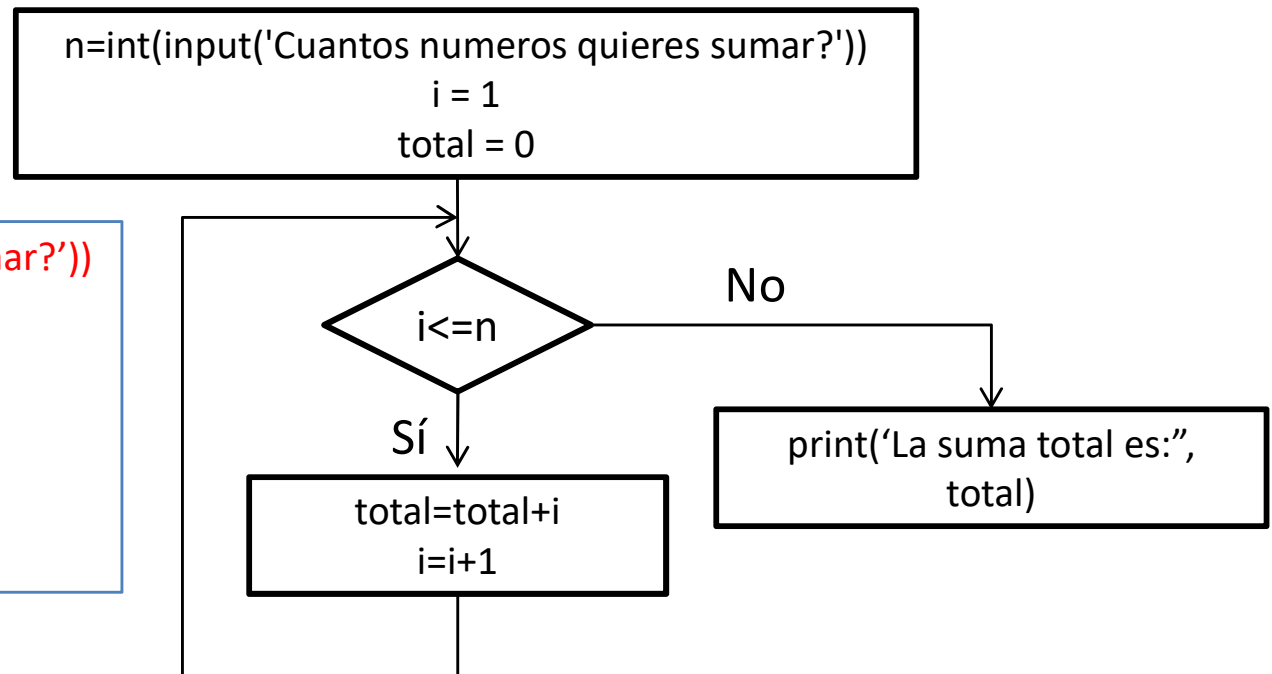 n=int(input('Cuantos numeros quieres sumar?'))
i = 1
total = 0
ar?’))
i<=n
No
Sí
print(‘La suma total es:”,
total)
total=total+i
i=i+1